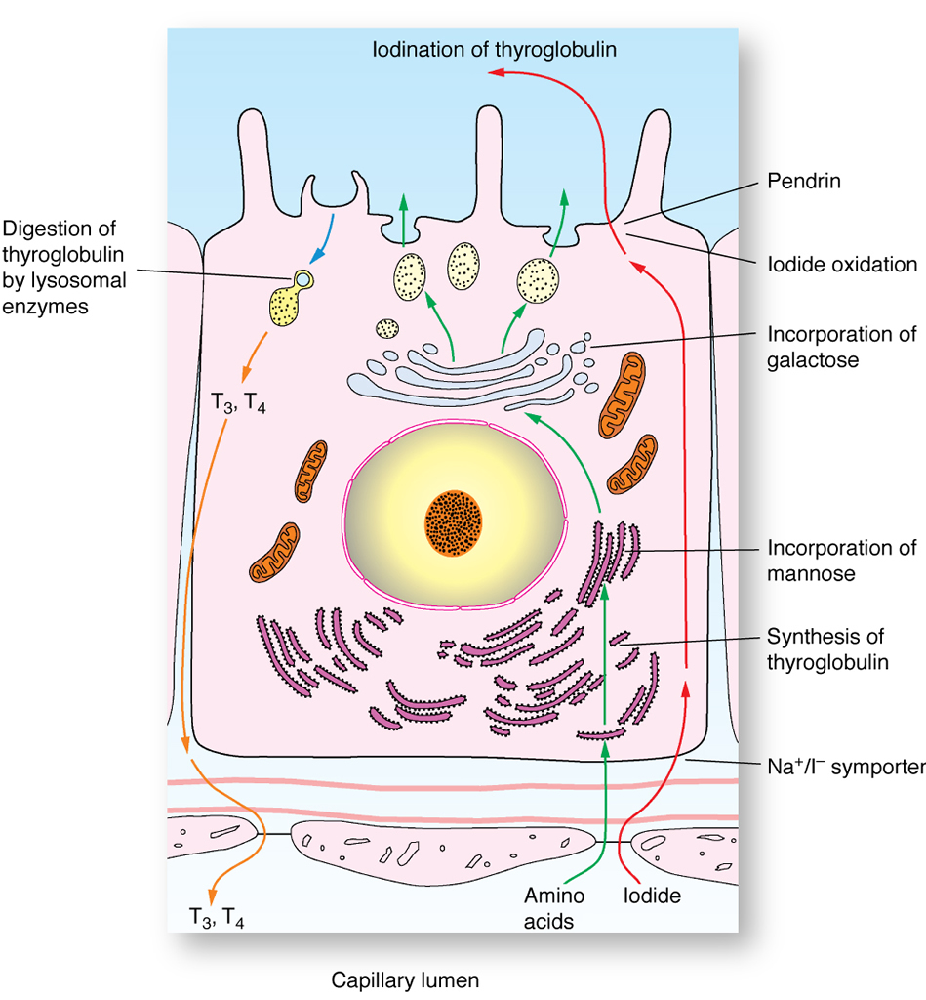 Iodination of thyroglobulin
Pendrin
Digestion of
thyroglobulin
by lysosomal
enzymes
Iodide oxidation
Incorporation of
galactose
T₃, T₄
Incorporation of
mannose
Synthesis of
thyroglobulin
Na⁺/I⁻ symporter
Amino
acids
Iodide
T₃, T₄
Capillary lumen